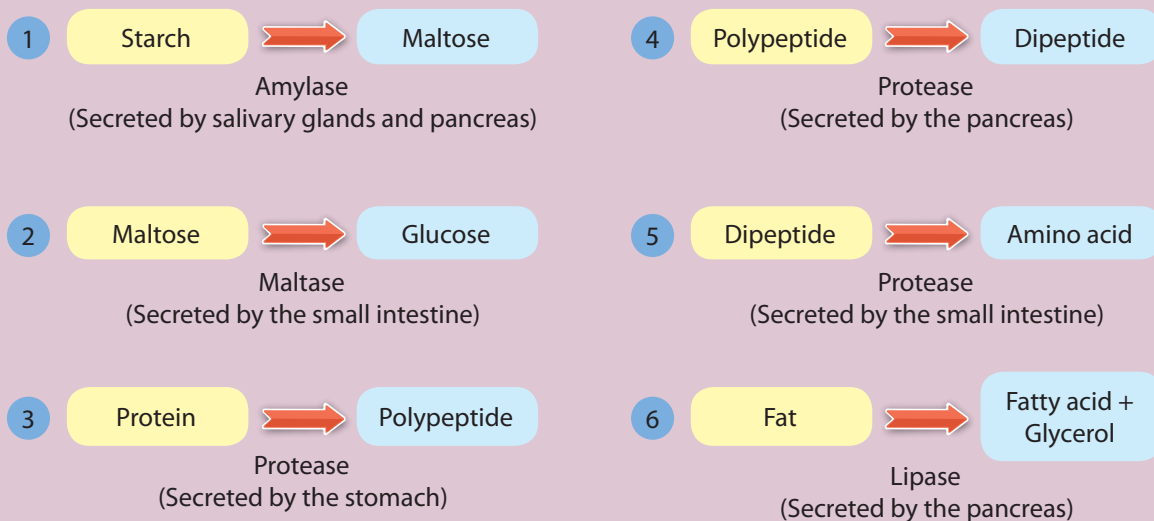 1
Starch
Maltose
Amylase
(Secreted by salivary glands and pancreas)
2
Maltose
Glucose
Maltase
(Secreted by the small intestine)
3
Protein
Polypeptide
Protease
(Secreted by the stomach)
4
Polypeptide
Dipeptide
Protease
(Secreted by the pancreas)
5
Dipeptide
Amino acid
Protease
(Secreted by the small intestine)
6
Fat
Fatty acid +
Glycerol
Lipase
(Secreted by the pancreas)